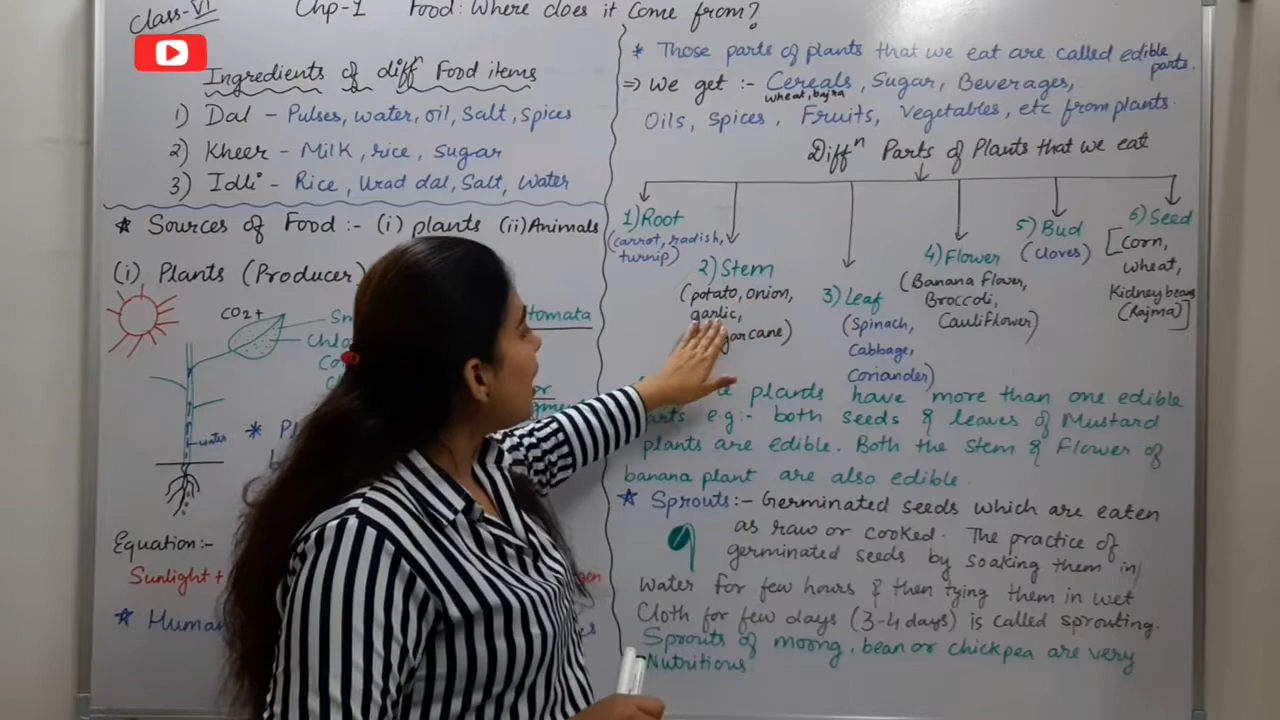 Class-VI
Chp-1 Food: Where does it Come from?
Ingredients of diff Food items
1) Dal - Pulses, water, oil, Salt, spices
2) Kheer - Milk, rice, sugar
3) Idli - Rice, Urad dal, Salt, Water
* Sources of Food :- (i) plants (ii) Animals
(i) Plants (Producer)
CO2+
tomata
water
*
Equation:-
Sunlight +
* Human
* Those parts of plants that we eat are called edible
parts.
⇒ We get :- Cereals, Sugar, Beverages,
wheat, bajra
Oils, Spices, Fruits, Vegetables, etc from plants.
Diffⁿ Parts of Plants that we eat
1) Root
(carrot, radish,
turnip)
2) Stem
(potato, onion,
garlic,
garcane)
3) Leaf
(Spinach,
Cabbage,
Coriander)
4) Flower
(Banana Flower,
Broccoli,
Cauliflower)
5) Bud
(cloves)
6) Seed
[Corn,
wheat,
Kidney beans
(Rajma)]
plants have more than one edible
parts e.g:- both seeds & leaves of Mustard
plants are edible. Both the Stem & Flower of
banana plant are also edible.
* Sprouts:- Germinated seeds which are eaten
as raw or cooked. The practice of
germinated seeds by soaking them in
water for few hours & then tying them in wet
Cloth for few days (3-4 days) is called sprouting.
Sprouts of moong, bean or chickpea are very
Nutritious